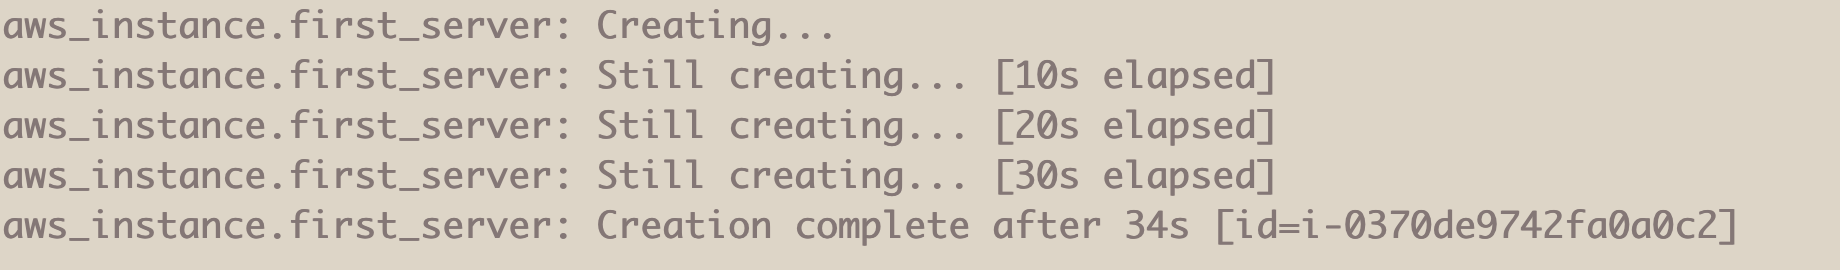 aws_instance.first_server: Creating...
aws_instance.first_server: Still creating... [10s elapsed]
aws_instance.first_server: Still creating... [20s elapsed]
aws_instance.first_server: Still creating... [30s elapsed]
aws_instance.first_server: Creation complete after 34s [id=i-0370de9742fa0a0c2]